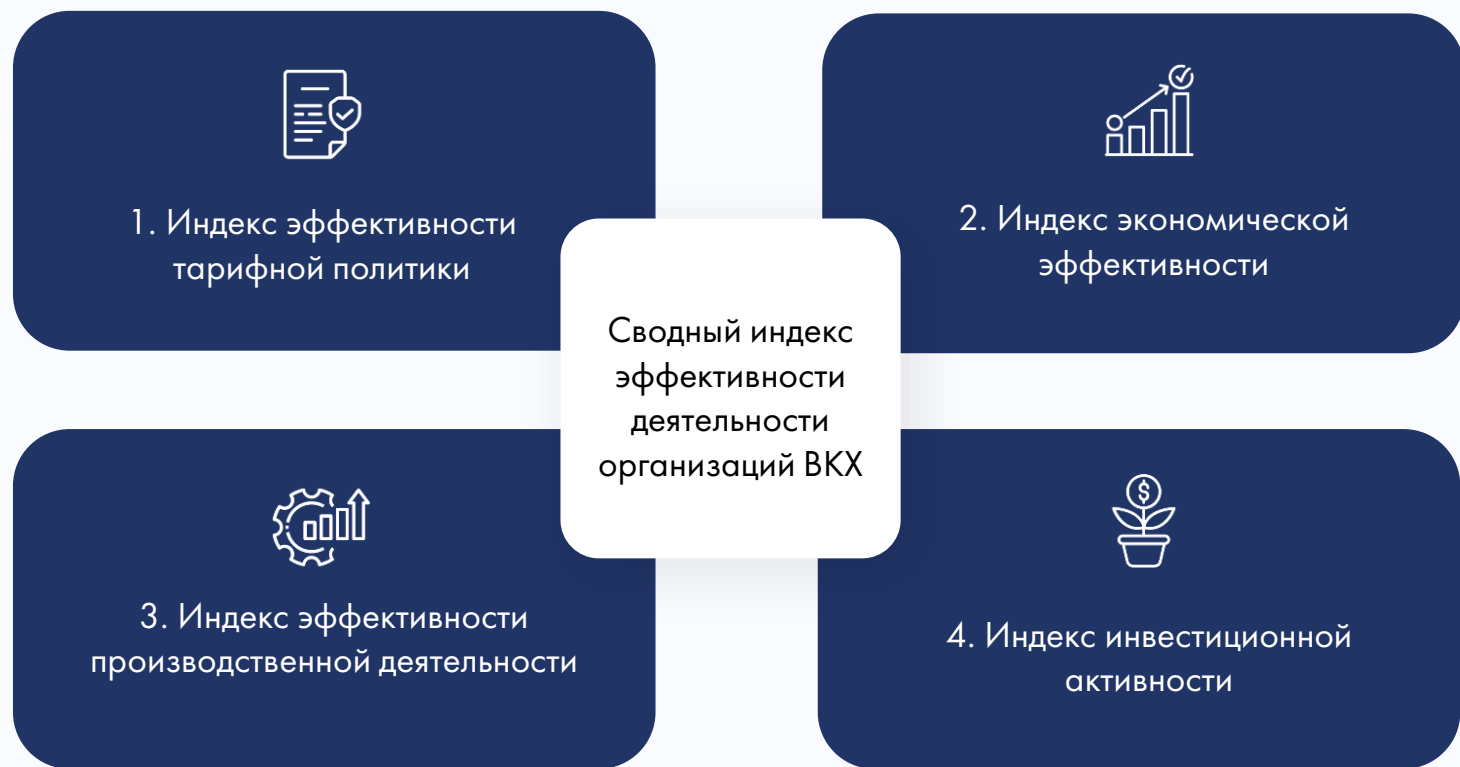 1. Индекс эффективности
тарифной политики
2. Индекс экономической
эффективности
Сводный индекс
эффективности
деятельности
организаций ВКХ
3. Индекс эффективности
производственной деятельности
4. Индекс инвестиционной
активности